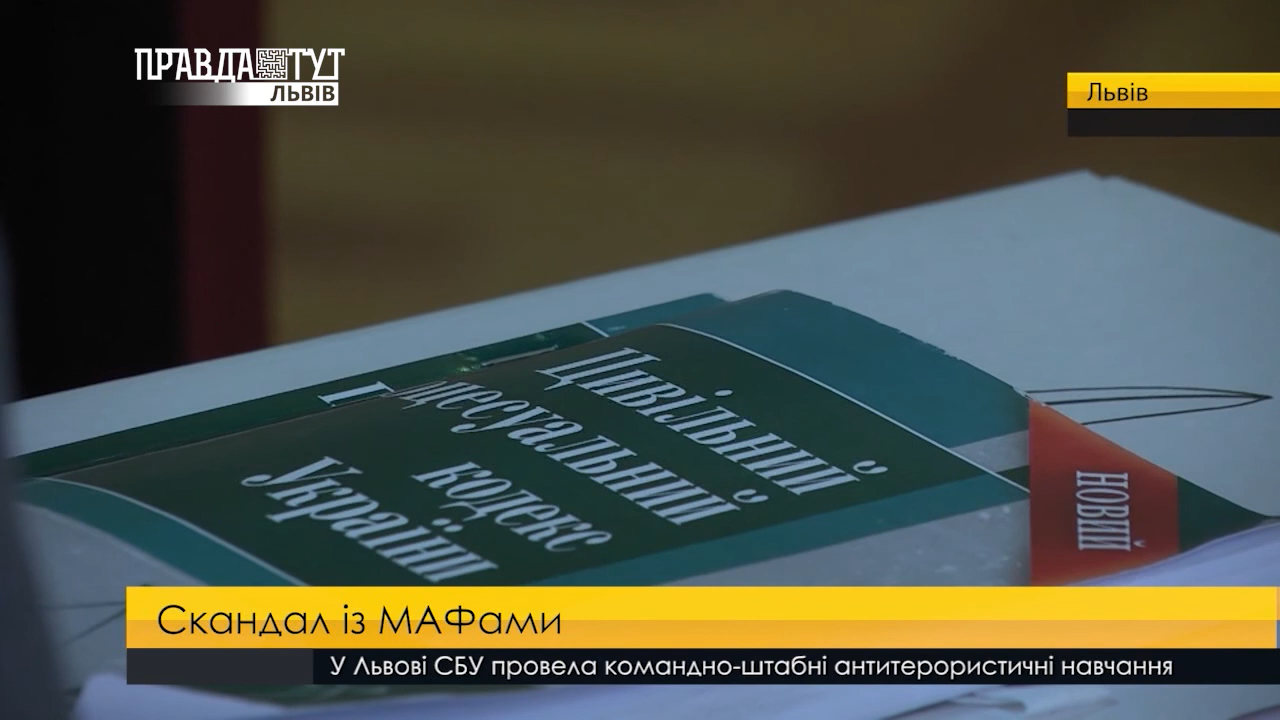 ПРАВДА ТУТ
ЛЬВІВ
Львів
Цивільний
процесуальний
кодекс
України
НОВИЙ
Скандал із МАФами
У Львові СБУ провела командно-штабні антитерористичні навчання